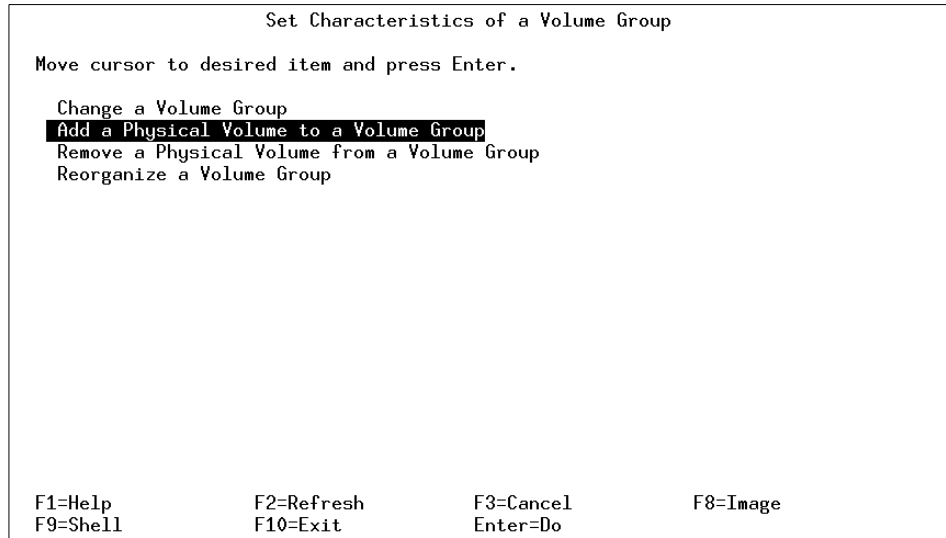 Set Characteristics of a Volume Group
Move cursor to desired item and press Enter.
Change a Volume Group
Add a Physical Volume to a Volume Group
Remove a Physical Volume from a Volume Group
Reorganize a Volume Group
F1=Help F2=Refresh F3=Cancel F8=Image
F9=Shell F10=Exit Enter=Do